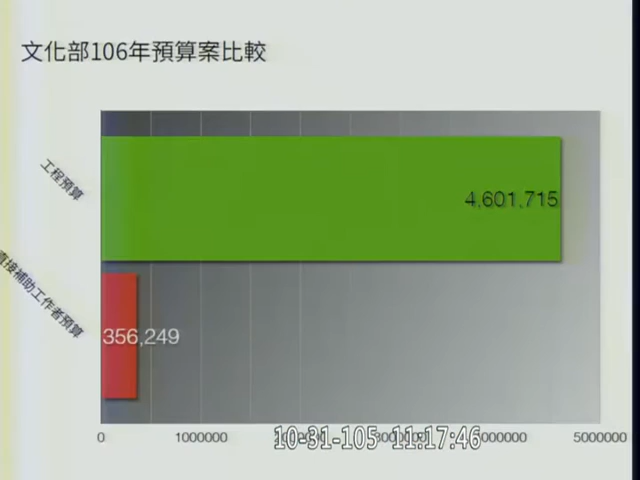 文化部106年預算案比較
工程預算
4,601,715
直接補助工作者預算
356,249
0 1000000 5000000
10-31-105 11:17:46